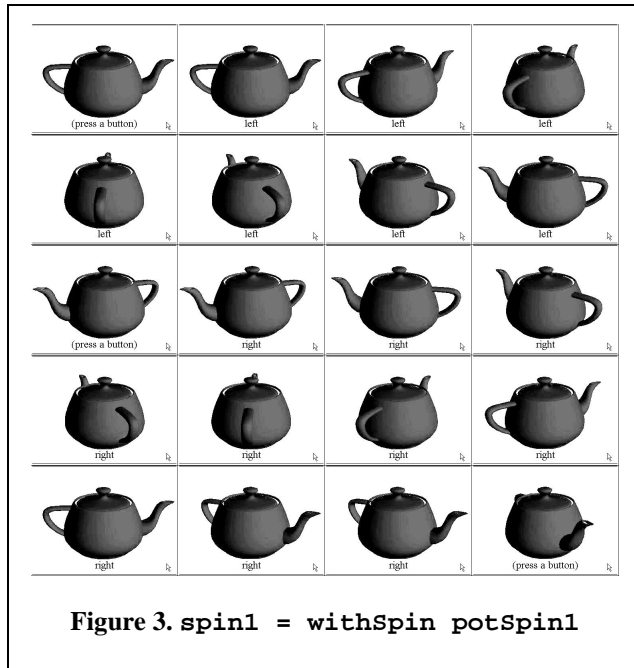 (press a button)
left
left
left
left
left
left
left
(press a button)
right
right
right
right
right
right
right
right
right
right
(press a button)
Figure 3. spin1 = withSpin potSpin1